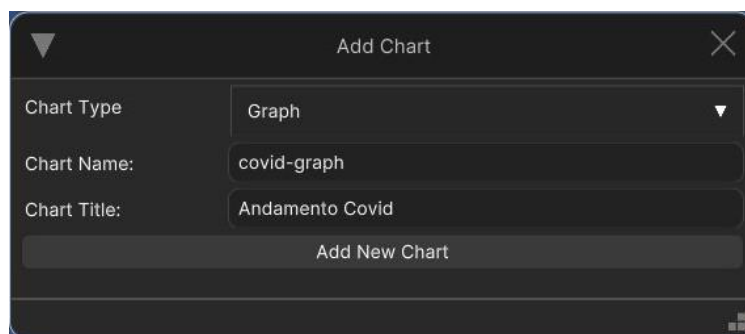 Add Chart
Chart Type Graph
Chart Name: covid-graph
Chart Title: Andamento Covid
Add New Chart